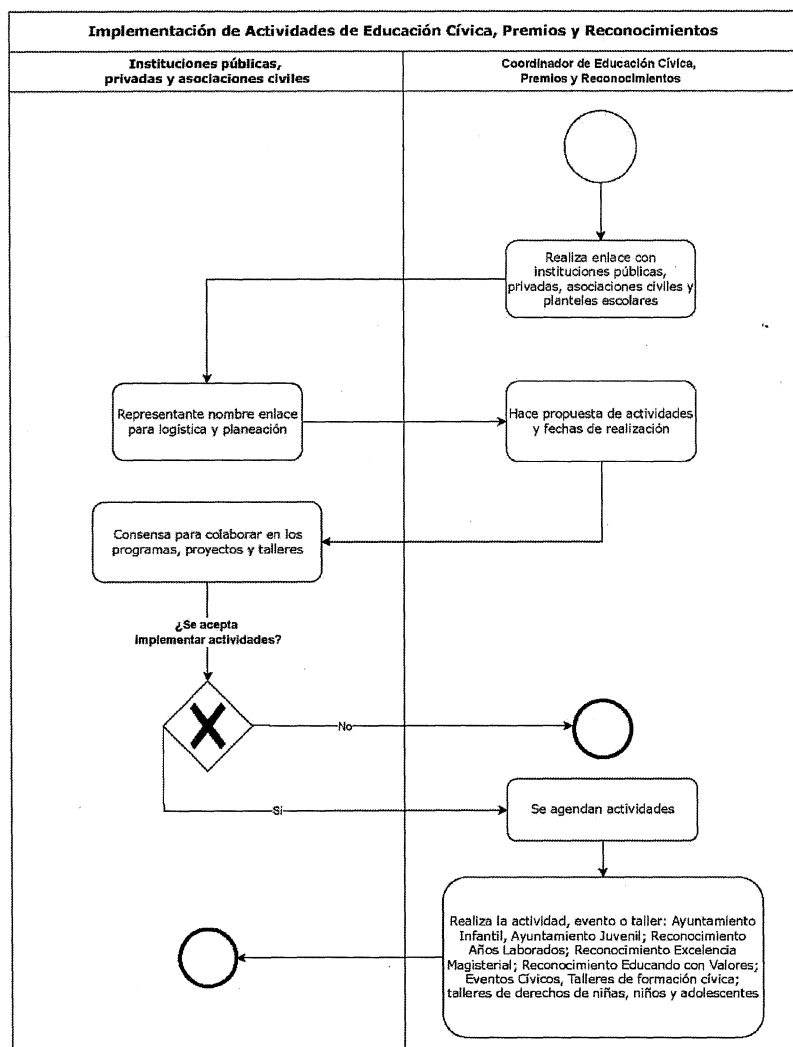 Implementación de Actividades de Educación Cívica, Premios y Reconocimientos
Instituciones públicas,
privadas y asociaciones civiles
Coordinador de Educación Cívica,
Premios y Reconocimientos
Realiza enlace con
instituciones públicas,
privadas, asociaciones civiles y
planteles escolares
Representante nombre enlace
para logística y planeación
Hace propuesta de actividades
y fechas de realización
Consensa para colaborar en los
programas, proyectos y talleres
¿Se acepta
implementar actividades?
No
Sí
Se agendan actividades
Realiza la actividad, evento o taller: Ayuntamiento
Infantil, Ayuntamiento Juvenil; Reconocimiento
Años Laborados; Reconocimiento Excelencia
Magisterial; Reconocimiento Educando con Valores;
Eventos Cívicos, Talleres de formación cívica;
talleres de derechos de niñas, niños y adolescentes